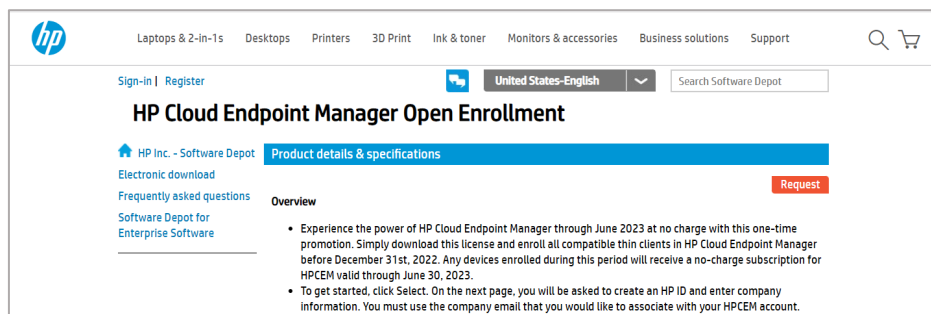 hp
Laptops & 2-in-1s Desktops Printers 3D Print Ink & toner Monitors & accessories Business solutions Support
Sign-in | Register
United States-English
Search Software Depot
HP Cloud Endpoint Manager Open Enrollment
HP Inc. - Software Depot
Electronic download
Frequently asked questions
Software Depot for
Enterprise Software
Product details & specifications
Request
Overview
• Experience the power of HP Cloud Endpoint Manager through June 2023 at no charge with this one-time
promotion. Simply download this license and enroll all compatible thin clients in HP Cloud Endpoint Manager
before December 31st, 2022. Any devices enrolled during this period will receive a no-charge subscription for
HPCEM valid through June 30, 2023.
• To get started, click Select. On the next page, you will be asked to create an HP ID and enter company
information. You must use the company email that you would like to associate with your HPCEM account.